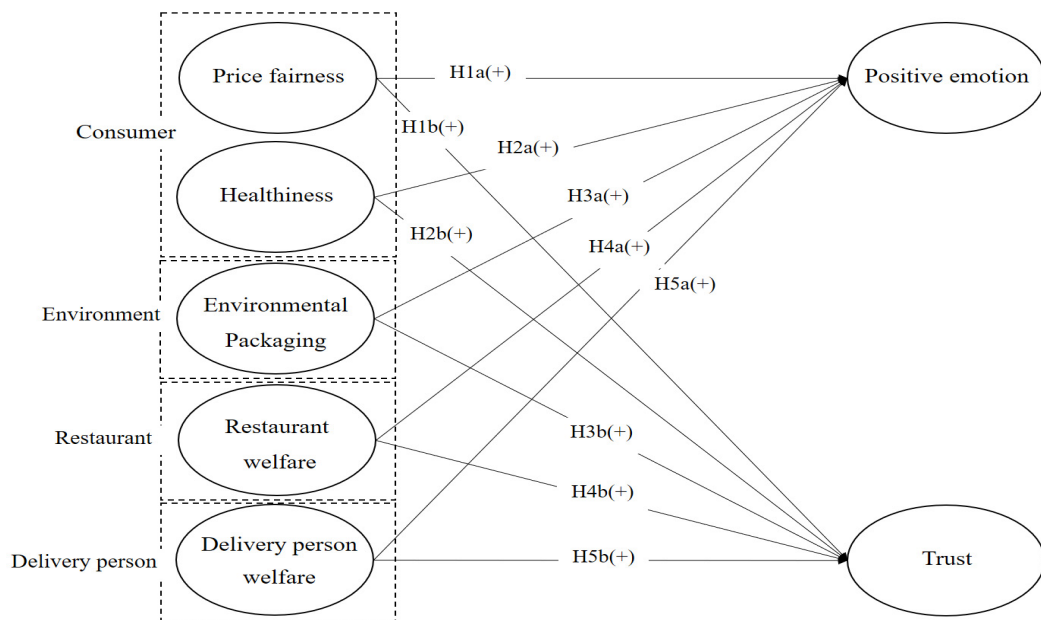 Price fairness
H1a(+)
Positive emotion
Consumer
H1b(+)
H2a(+)
Healthiness
H3a(+)
H2b(+)
H4a(+)
H5a(+)
Environment
Environmental
Packaging
Restaurant
Restaurant
welfare
H3b(+)
H4b(+)
Delivery person
Delivery person
welfare
H5b(+)
Trust